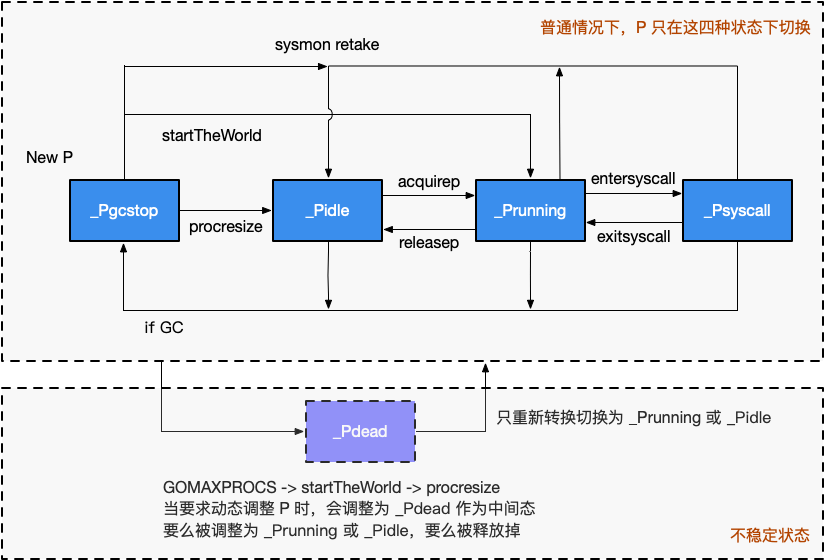 普通情况下，P 只在这四种状态下切换
sysmon retake
startTheWorld
New P
_Pgcstop
procresize
_Pidle
acquirep
releasep
_Prunning
entersyscall
exitsyscall
_Psyscall
if GC
_Pdead
只重新转换切换为 _Prunning 或 _Pidle
GOMAXPROCS -> startTheWorld -> procresize
当要求动态调整 P 时，会调整为 _Pdead 作为中间态
要么被调整为 _Prunning 或 _Pidle，要么被释放掉
不稳定状态